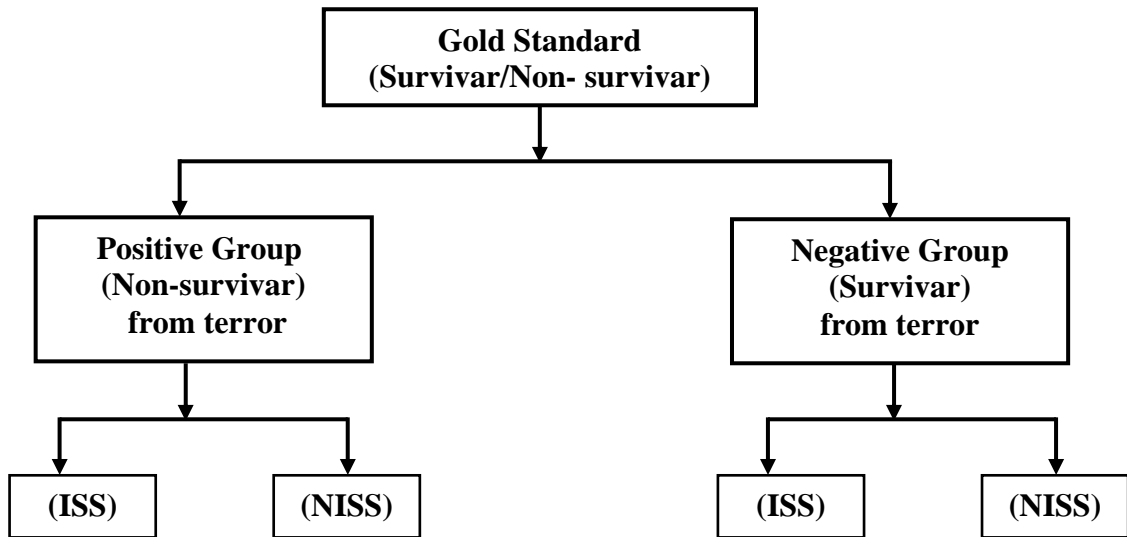 Gold Standard
(Survivar/Non- survivar)
Positive Group
(Non-survivar)
from terror
Negative Group
(Survivar)
from terror
(ISS)
(NISS)
(ISS)
(NISS)